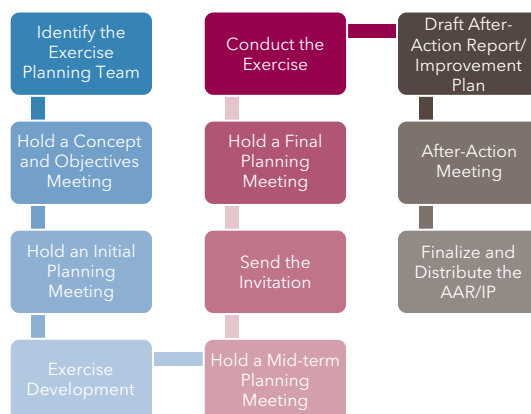 Identify the
Exercise
Planning Team
Hold a Concept
and Objectives
Meeting
Hold an Initial
Planning
Meeting
Exercise
Development
Hold a Mid-term
Planning
Meeting
Send the
Invitation
Hold a Final
Planning
Meeting
Conduct the
Exercise
Draft After-
Action Report/
Improvement
Plan
After-Action
Meeting
Finalize and
Distribute the
AAR/IP